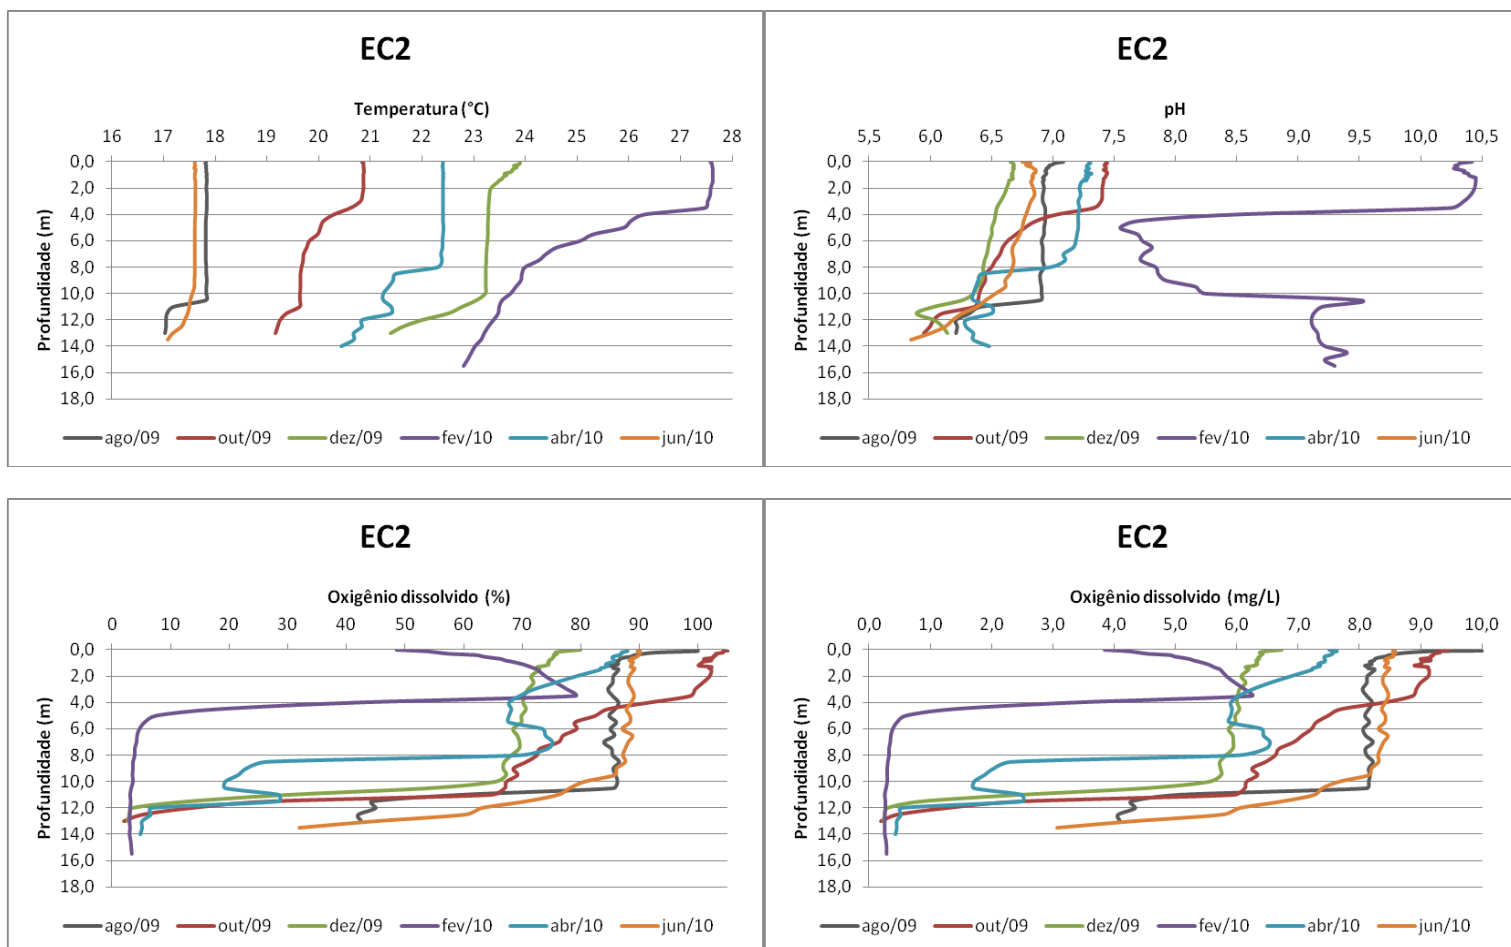 EC2
Temperatura (°C)
16 17 18 19 20 21 22 23 24 25 26 27 28
Profundidade (m)
0,0
2,0
4,0
6,0
8,0
10,0
12,0
14,0
16,0
18,0
ago/09 out/09 dez/09 fev/10 abr/10 jun/10
EC2
pH
5,5 6,0 6,5 7,0 7,5 8,0 8,5 9,0 9,5 10,0 10,5
Profundidade (m)
0,0
2,0
4,0
6,0
8,0
10,0
12,0
14,0
16,0
18,0
ago/09 out/09 dez/09 fev/10 abr/10 jun/10
EC2
Oxigênio dissolvido (%)
0 10 20 30 40 50 60 70 80 90 100
Profundidade (m)
0,0
2,0
4,0
6,0
8,0
10,0
12,0
14,0
16,0
18,0
ago/09 out/09 dez/09 fev/10 abr/10 jun/10
EC2
Oxigênio dissolvido (mg/L)
0,0 1,0 2,0 3,0 4,0 5,0 6,0 7,0 8,0 9,0 10,0
Profundidade (m)
0,0
2,0
4,0
6,0
8,0
10,0
12,0
14,0
16,0
18,0
ago/09 out/09 dez/09 fev/10 abr/10 jun/10